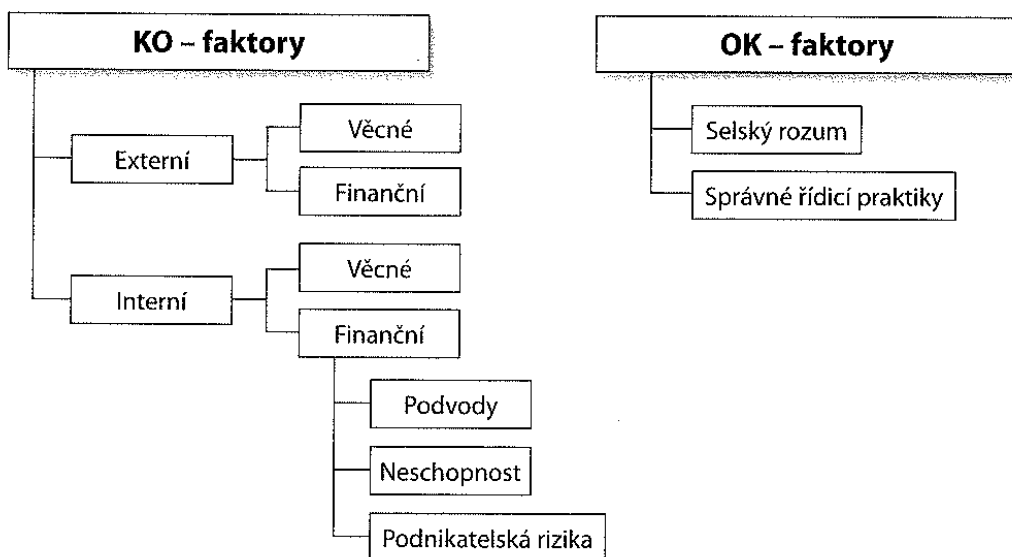 KO – faktory
Externí
Věcné
Finanční
Interní
Věcné
Finanční
Podvody
Neschopnost
Podnikatelská rizika
OK – faktory
Selský rozum
Správné řídicí praktiky